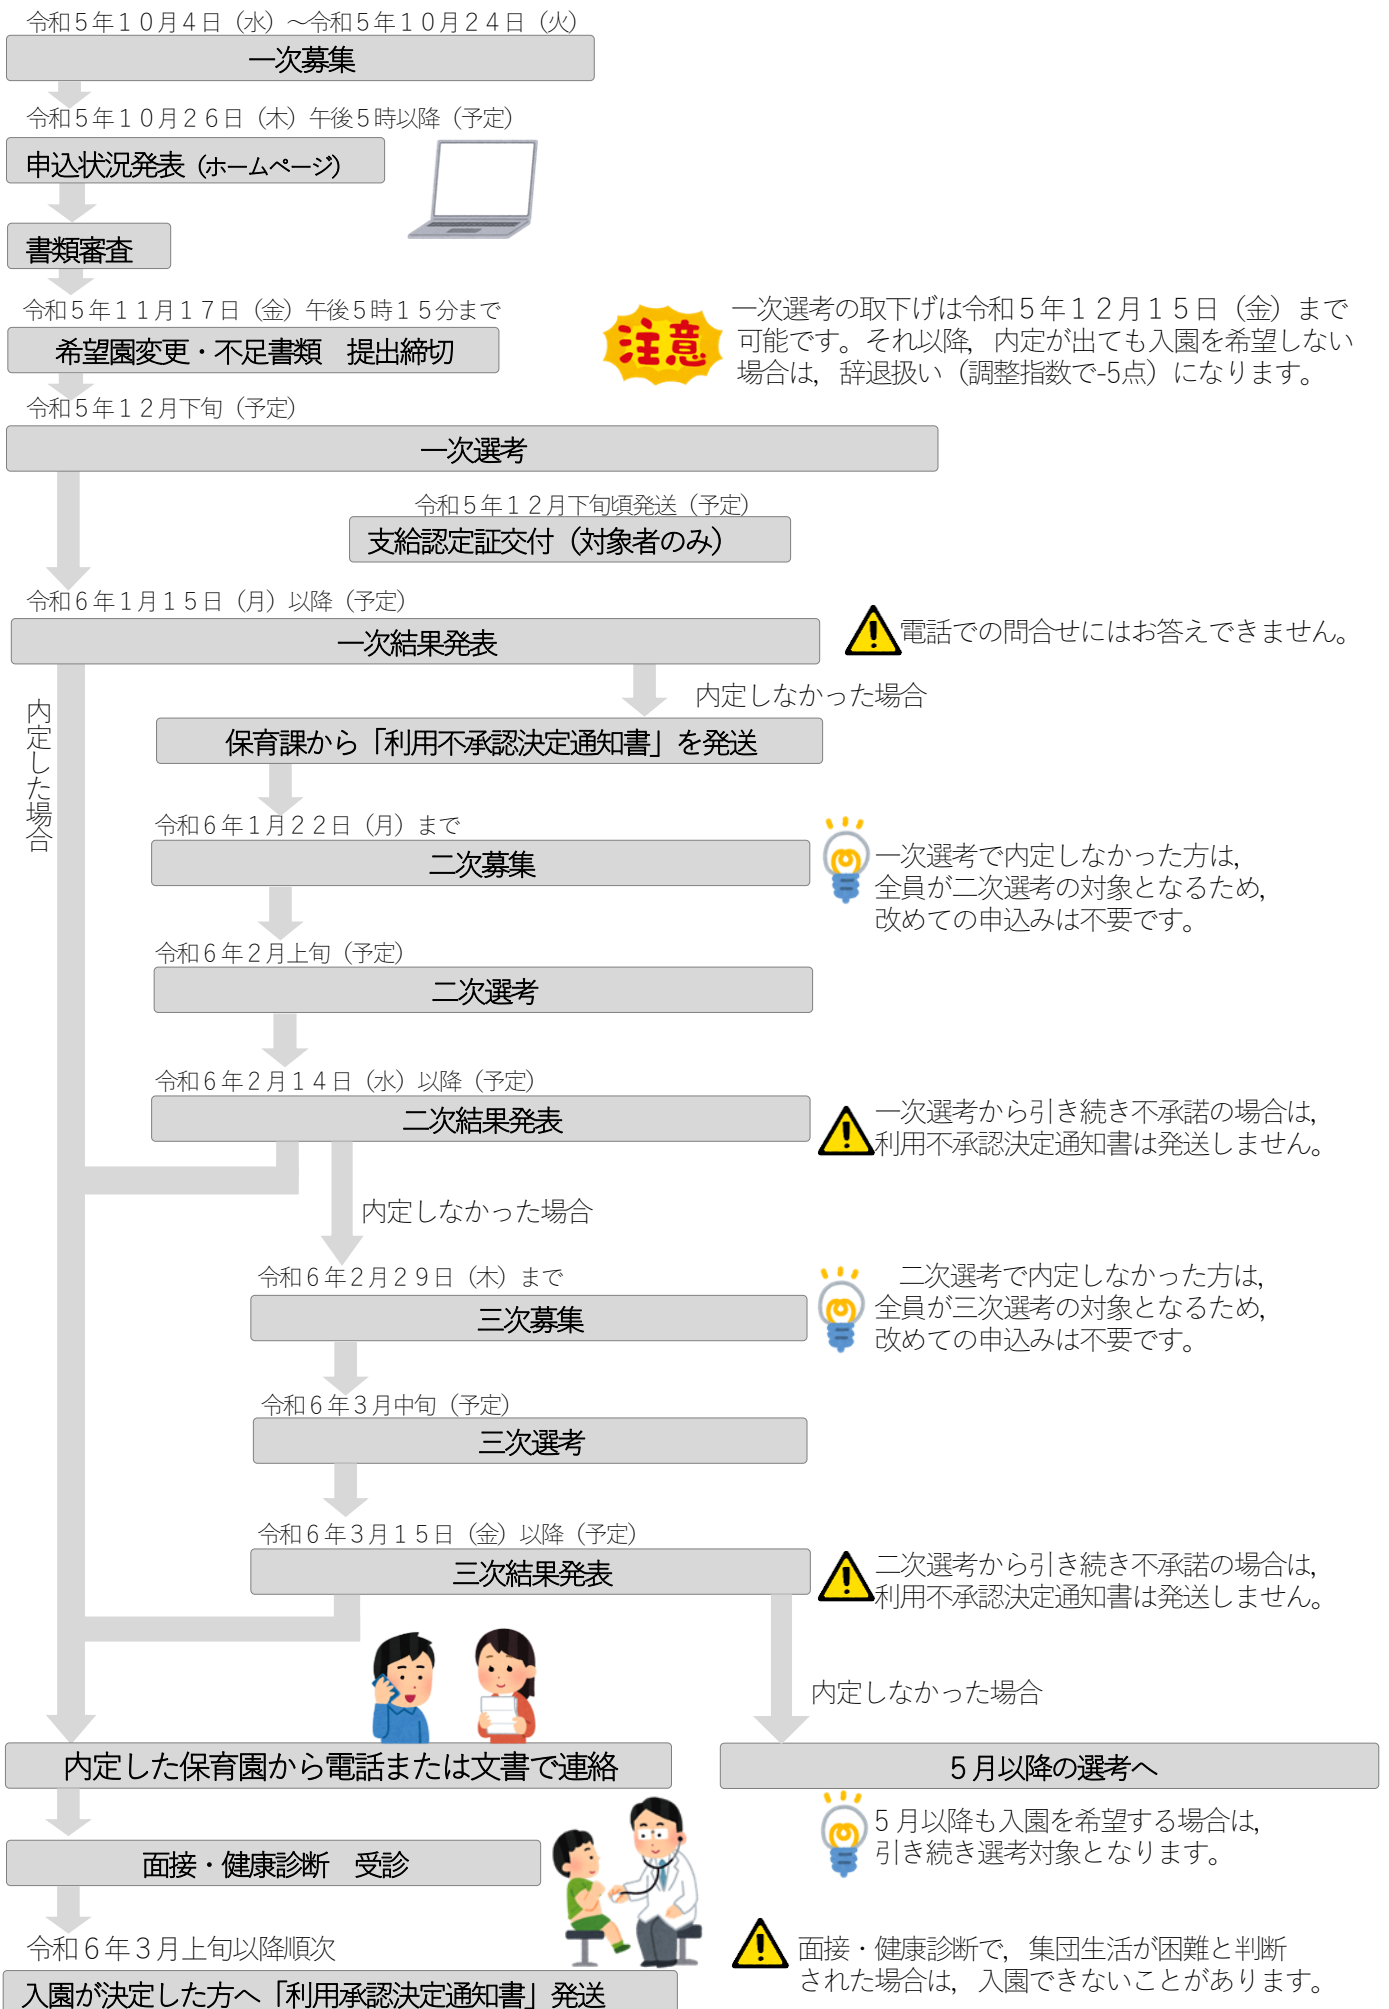 令和５年１０月４日（水）～令和５年１０月２４日（火）
一次募集
令和５年１０月２６日（木）午後５時以降（予定）
申込状況発表（ホームページ）
書類審査
令和５年１１月１７日（金）午後５時１５分まで
希望園変更・不足書類　提出締切
注意
一次選考の取下げは令和５年１２月１５日（金）まで
可能です。それ以降，内定が出ても入園を希望しない
場合は，辞退扱い（調整指数で-5点）になります。
令和５年１２月下旬（予定）
一次選考
令和５年１２月下旬頃発送（予定）
支給認定証交付（対象者のみ）
令和６年１月１５日（月）以降（予定）
一次結果発表
電話での問合せにはお答えできません。
内定した場合
内定しなかった場合
保育課から「利用不承認決定通知書」を発送
令和６年１月２２日（月）まで
二次募集
一次選考で内定しなかった方は，
全員が二次選考の対象となるため，
改めての申込みは不要です。
令和６年２月上旬（予定）
二次選考
令和６年２月１４日（水）以降（予定）
二次結果発表
一次選考から引き続き不承諾の場合は，
利用不承認決定通知書は発送しません。
内定しなかった場合
令和６年２月２９日（木）まで
三次募集
二次選考で内定しなかった方は，
全員が三次選考の対象となるため，
改めての申込みは不要です。
令和６年３月中旬（予定）
三次選考
令和６年３月１５日（金）以降（予定）
三次結果発表
二次選考から引き続き不承諾の場合は，
利用不承認決定通知書は発送しません。
内定しなかった場合
内定した保育園から電話または文書で連絡
５月以降の選考へ
５月以降も入園を希望する場合は，
引き続き選考対象となります。
面接・健康診断　受診
令和６年３月上旬以降順次
入園が決定した方へ「利用承認決定通知書」発送
面接・健康診断で，集団生活が困難と判断
された場合は，入園できないことがあります。